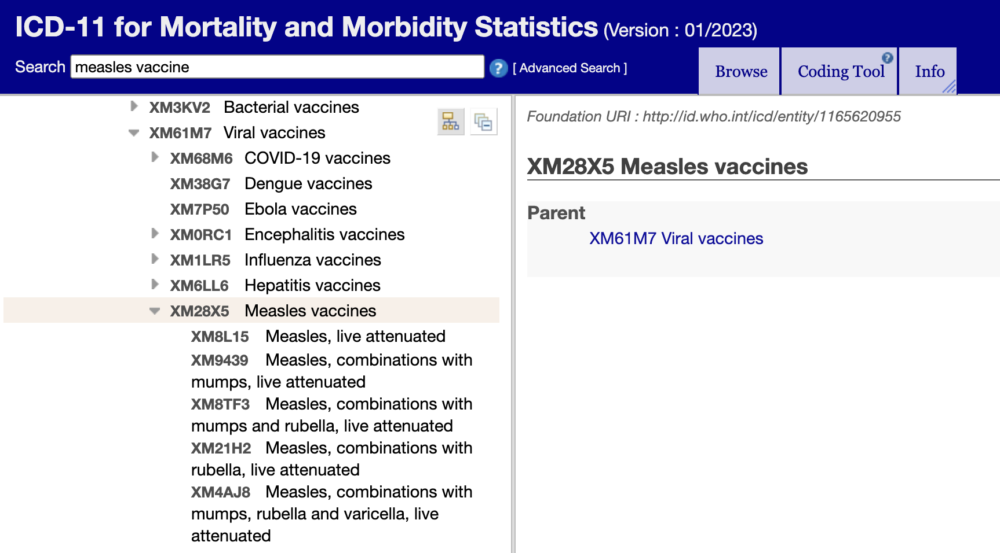 ICD-11 for Mortality and Morbidity Statistics (Version : 01/2023)
Search measles vaccine ? [ Advanced Search ]
Browse
Coding Tool ?
Info
XM3KV2 Bacterial vaccines
XM61M7 Viral vaccines
XM68M6 COVID-19 vaccines
XM38G7 Dengue vaccines
XM7P50 Ebola vaccines
XM0RC1 Encephalitis vaccines
XM1LR5 Influenza vaccines
XM6LL6 Hepatitis vaccines
XM28X5 Measles vaccines
XM8L15 Measles, live attenuated
XM9439 Measles, combinations with
mumps, live attenuated
XM8TF3 Measles, combinations with
mumps and rubella, live attenuated
XM21H2 Measles, combinations with
rubella, live attenuated
XM4AJ8 Measles, combinations with
mumps, rubella and varicella, live
attenuated
Foundation URI : http://id.who.int/icd/entity/1165620955
XM28X5 Measles vaccines
Parent
XM61M7 Viral vaccines